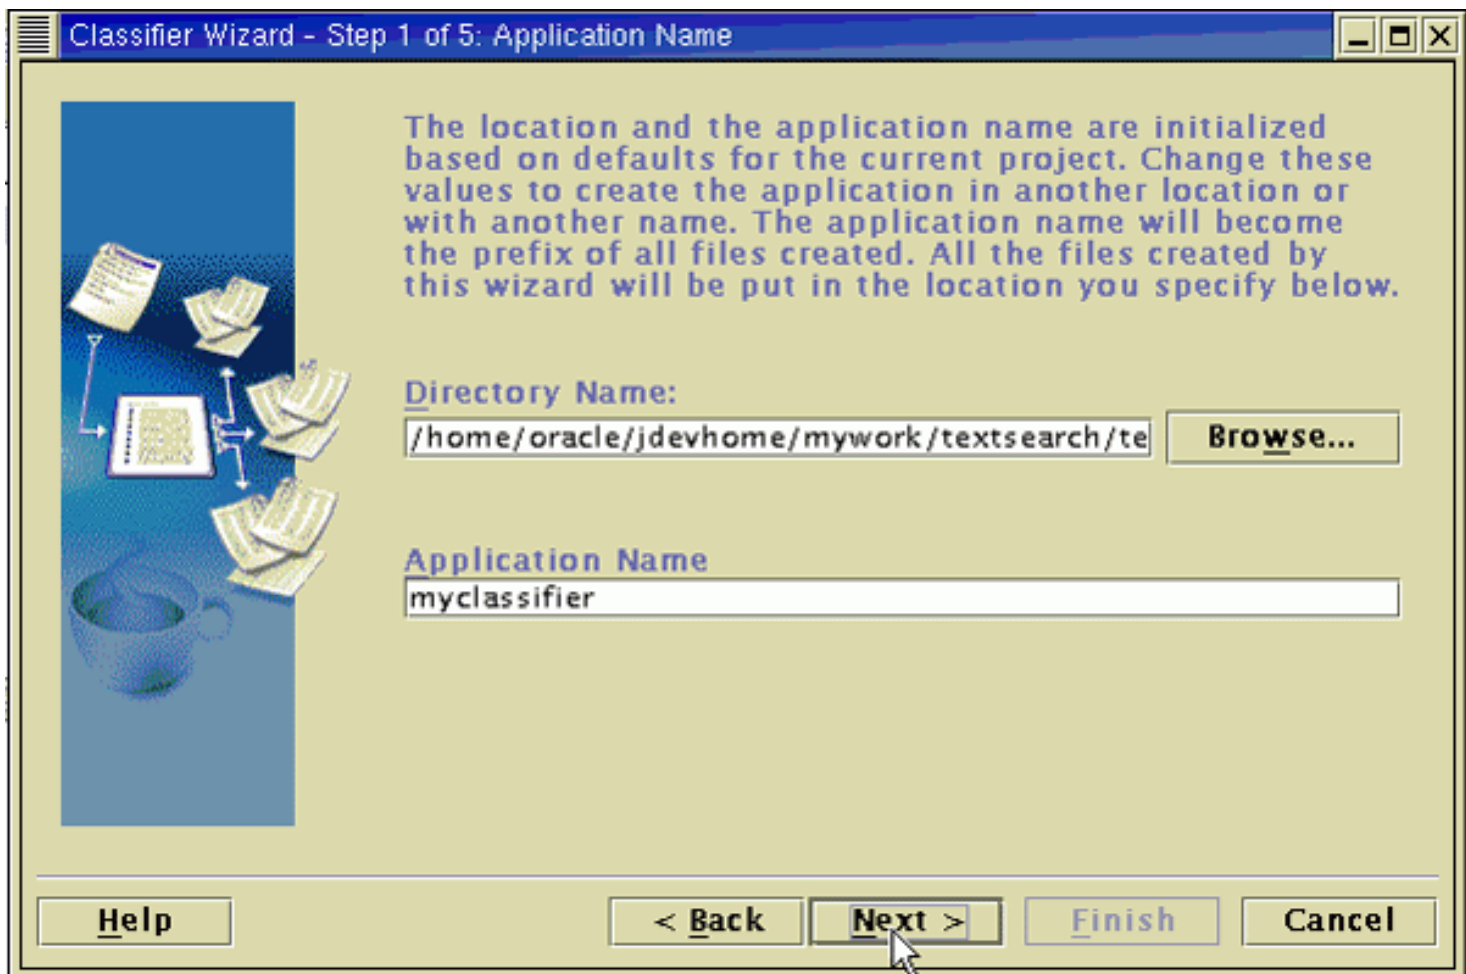 Classifier Wizard - Step 1 of 5: Application Name
The location and the application name are initialized
based on defaults for the current project. Change these
values to create the application in another location or
with another name. The application name will become
the prefix of all files created. All the files created by
this wizard will be put in the location you specify below.
Directory Name:
/home/oracle/jdevhome/mywork/textsearch/te
Browse...
Application Name
myclassifier
Help
< Back
Next >
Finish
Cancel